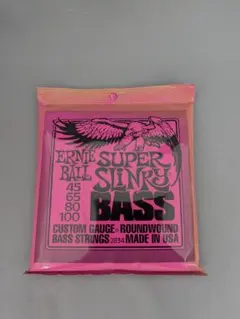 ERNIE BALL
SUPER SLINKY
45
65
80
100
BASS
CUSTOM GAUGE - ROUNDWOUND
BASS STRINGS 2834 MADE IN USA